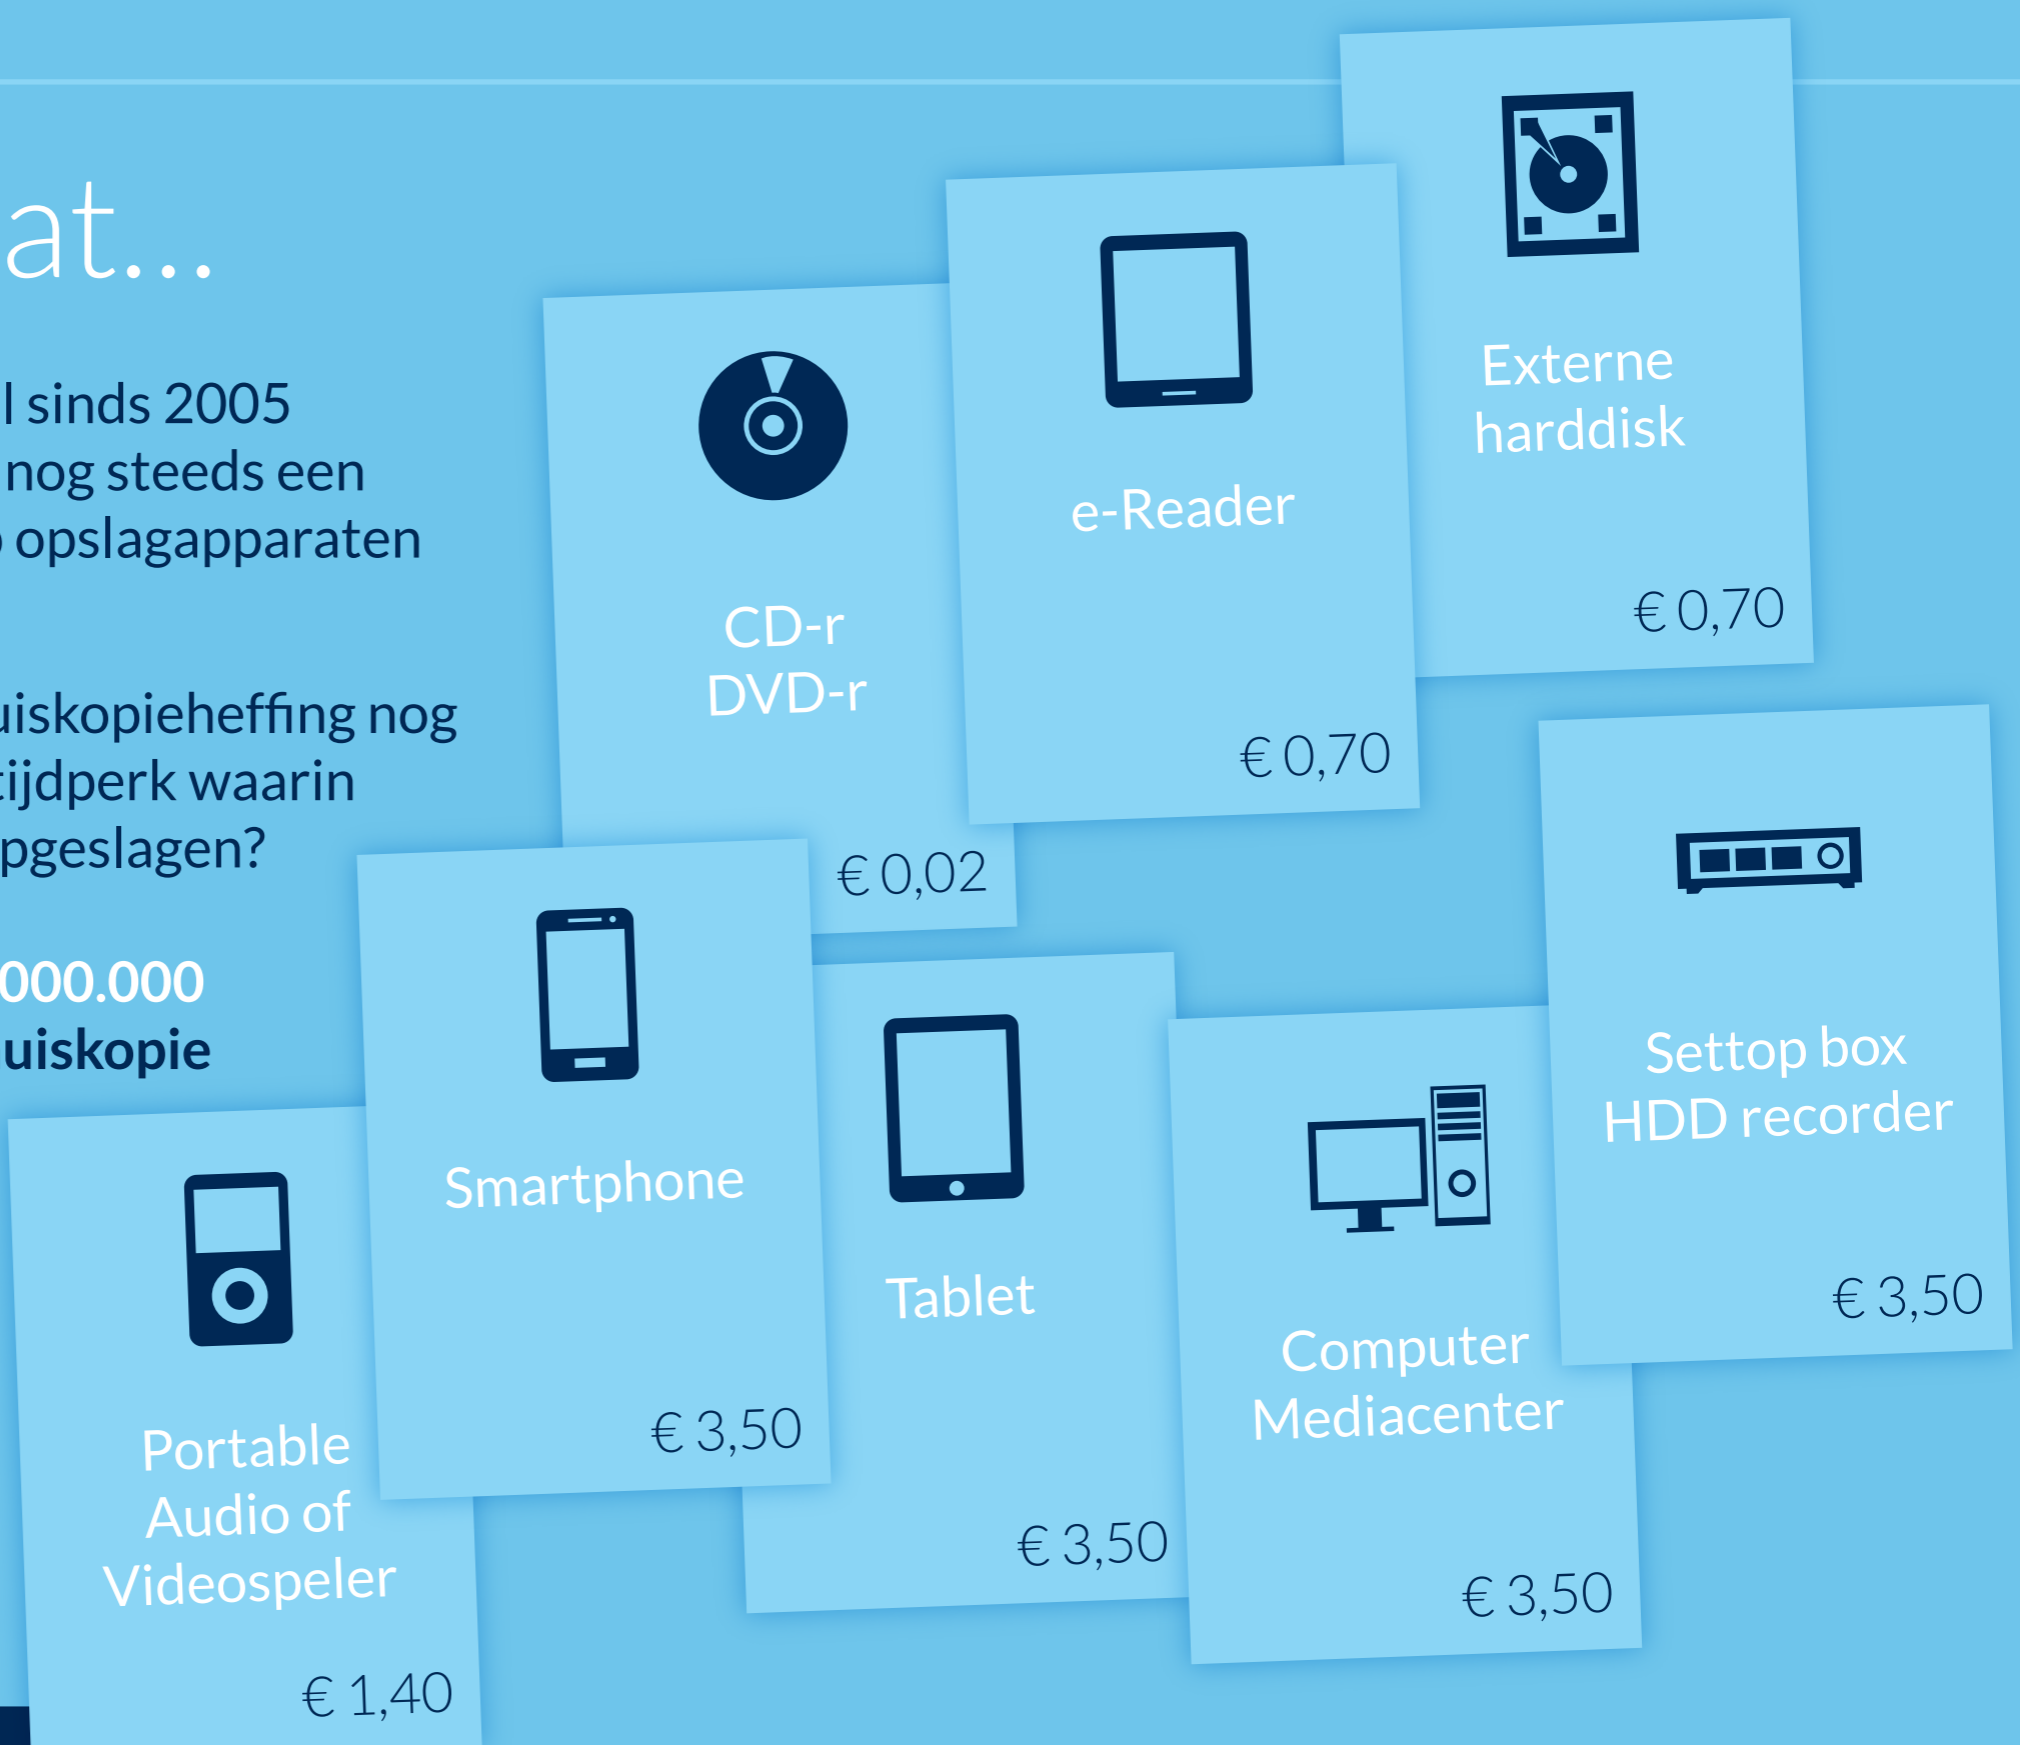 at...
l sinds 2005
nog steeds een
opslagapparaten
uiskopieheffing nog
tijdperk waarin
pgeslagen?
000.000
uiskopie
CD-r
DVD-r
€ 0,02
e-Reader
€ 0,70
Externe
harddisk
€ 0,70
Portable
Audio of
Videospeler
€ 1,40
Smartphone
€ 3,50
Tablet
€ 3,50
Computer
Mediacenter
€ 3,50
Settop box
HDD recorder
€ 3,50